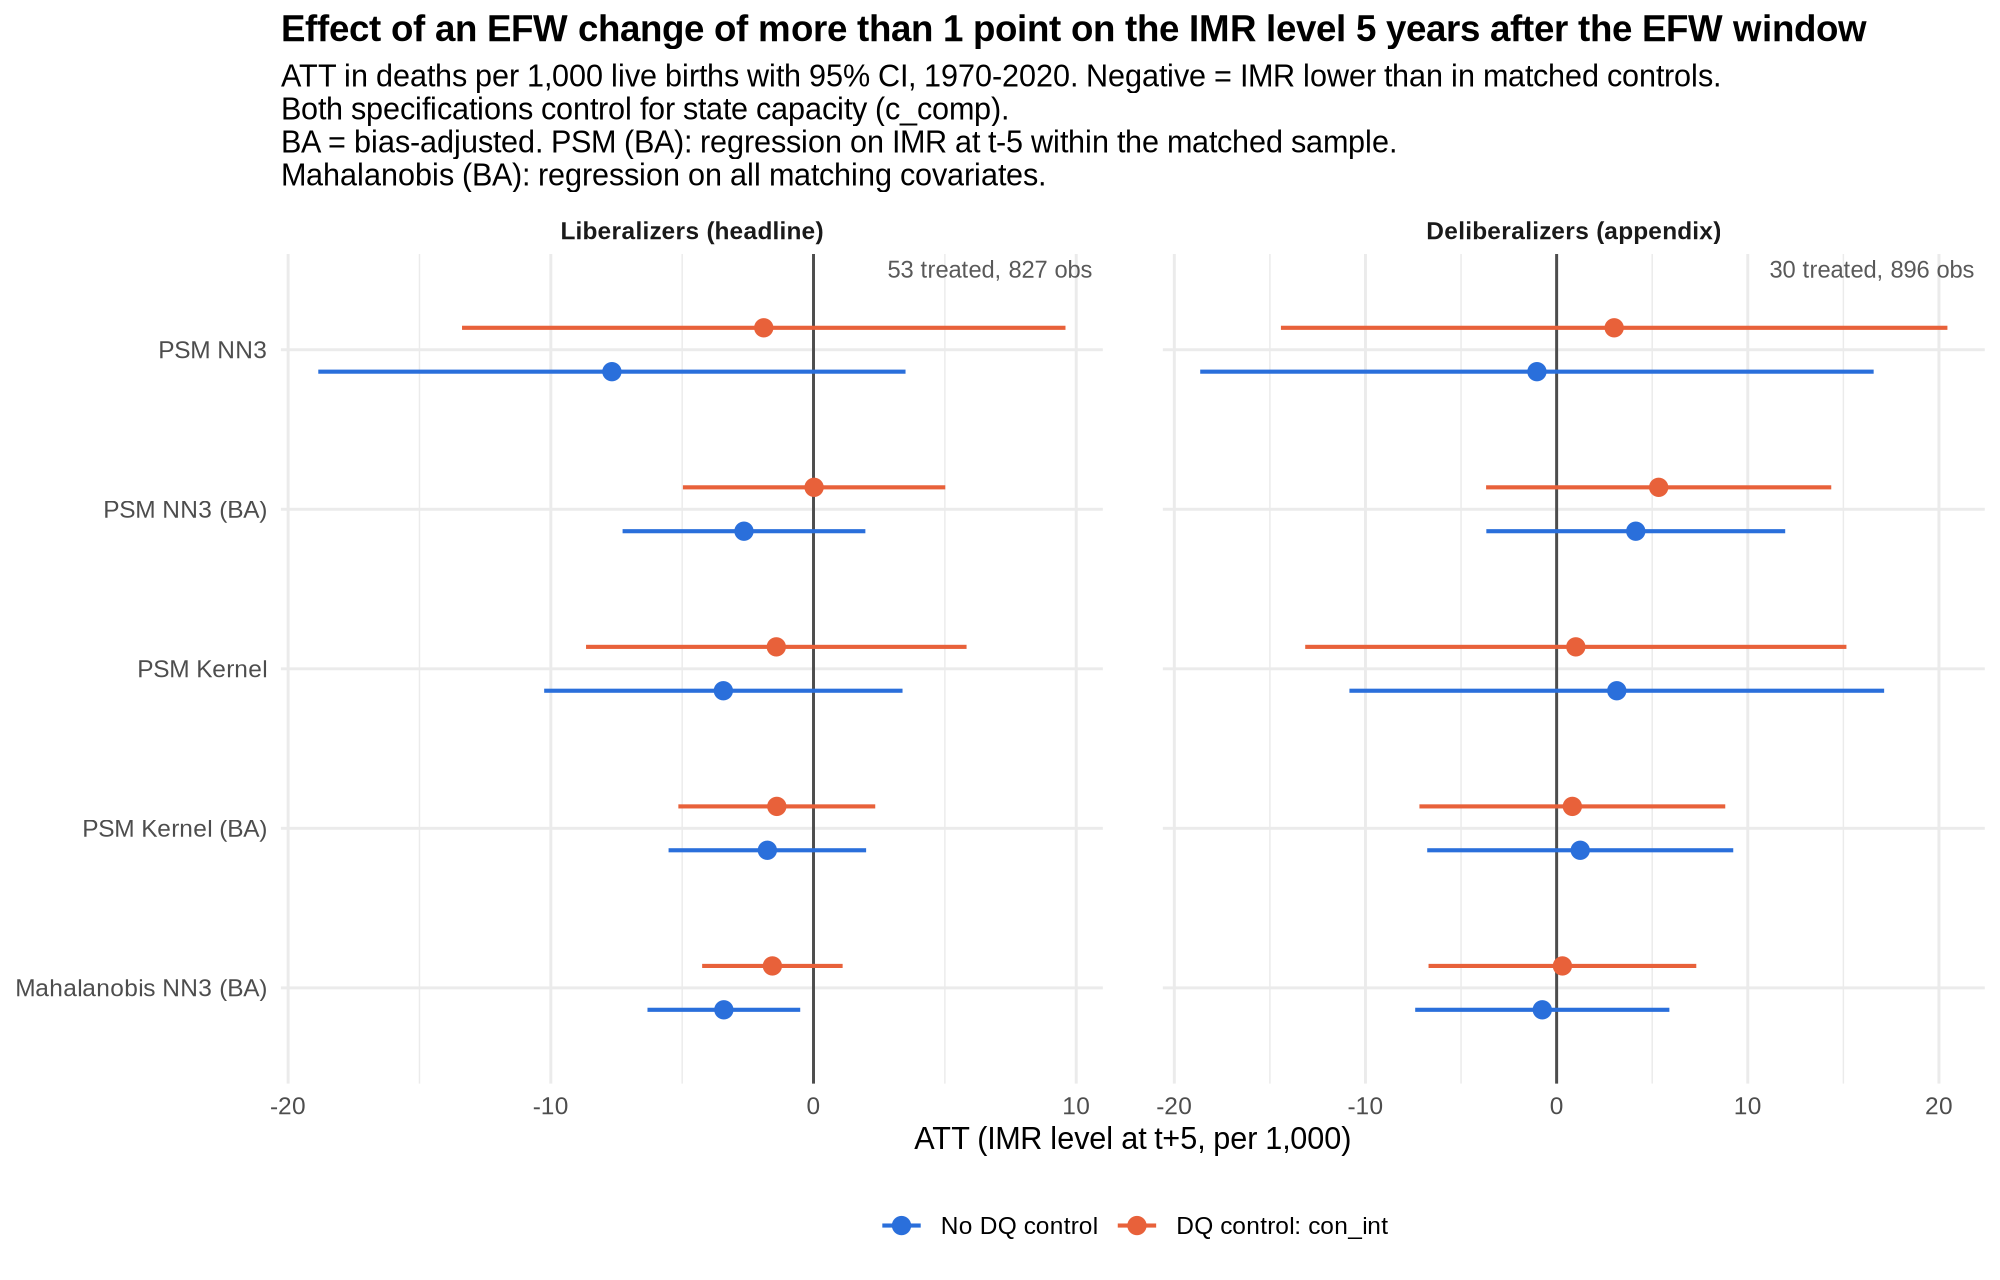 Effect of an EFW change of more than 1 point on the IMR level 5 years after the EFW window
ATT in deaths per 1,000 live births with 95% CI, 1970-2020. Negative = IMR lower than in matched controls.
Both specifications control for state capacity (c_comp).
BA = bias-adjusted. PSM (BA): regression on IMR at t-5 within the matched sample.
Mahalanobis (BA): regression on all matching covariates.
Liberalizers (headline)
Deliberalizers (appendix)
53 treated, 827 obs
30 treated, 896 obs
PSM NN3
PSM NN3 (BA)
PSM Kernel
PSM Kernel (BA)
Mahalanobis NN3 (BA)
-20 -10 0 10
-20 -10 0 10 20
ATT (IMR level at t+5, per 1,000)
No DQ control
DQ control: con_int